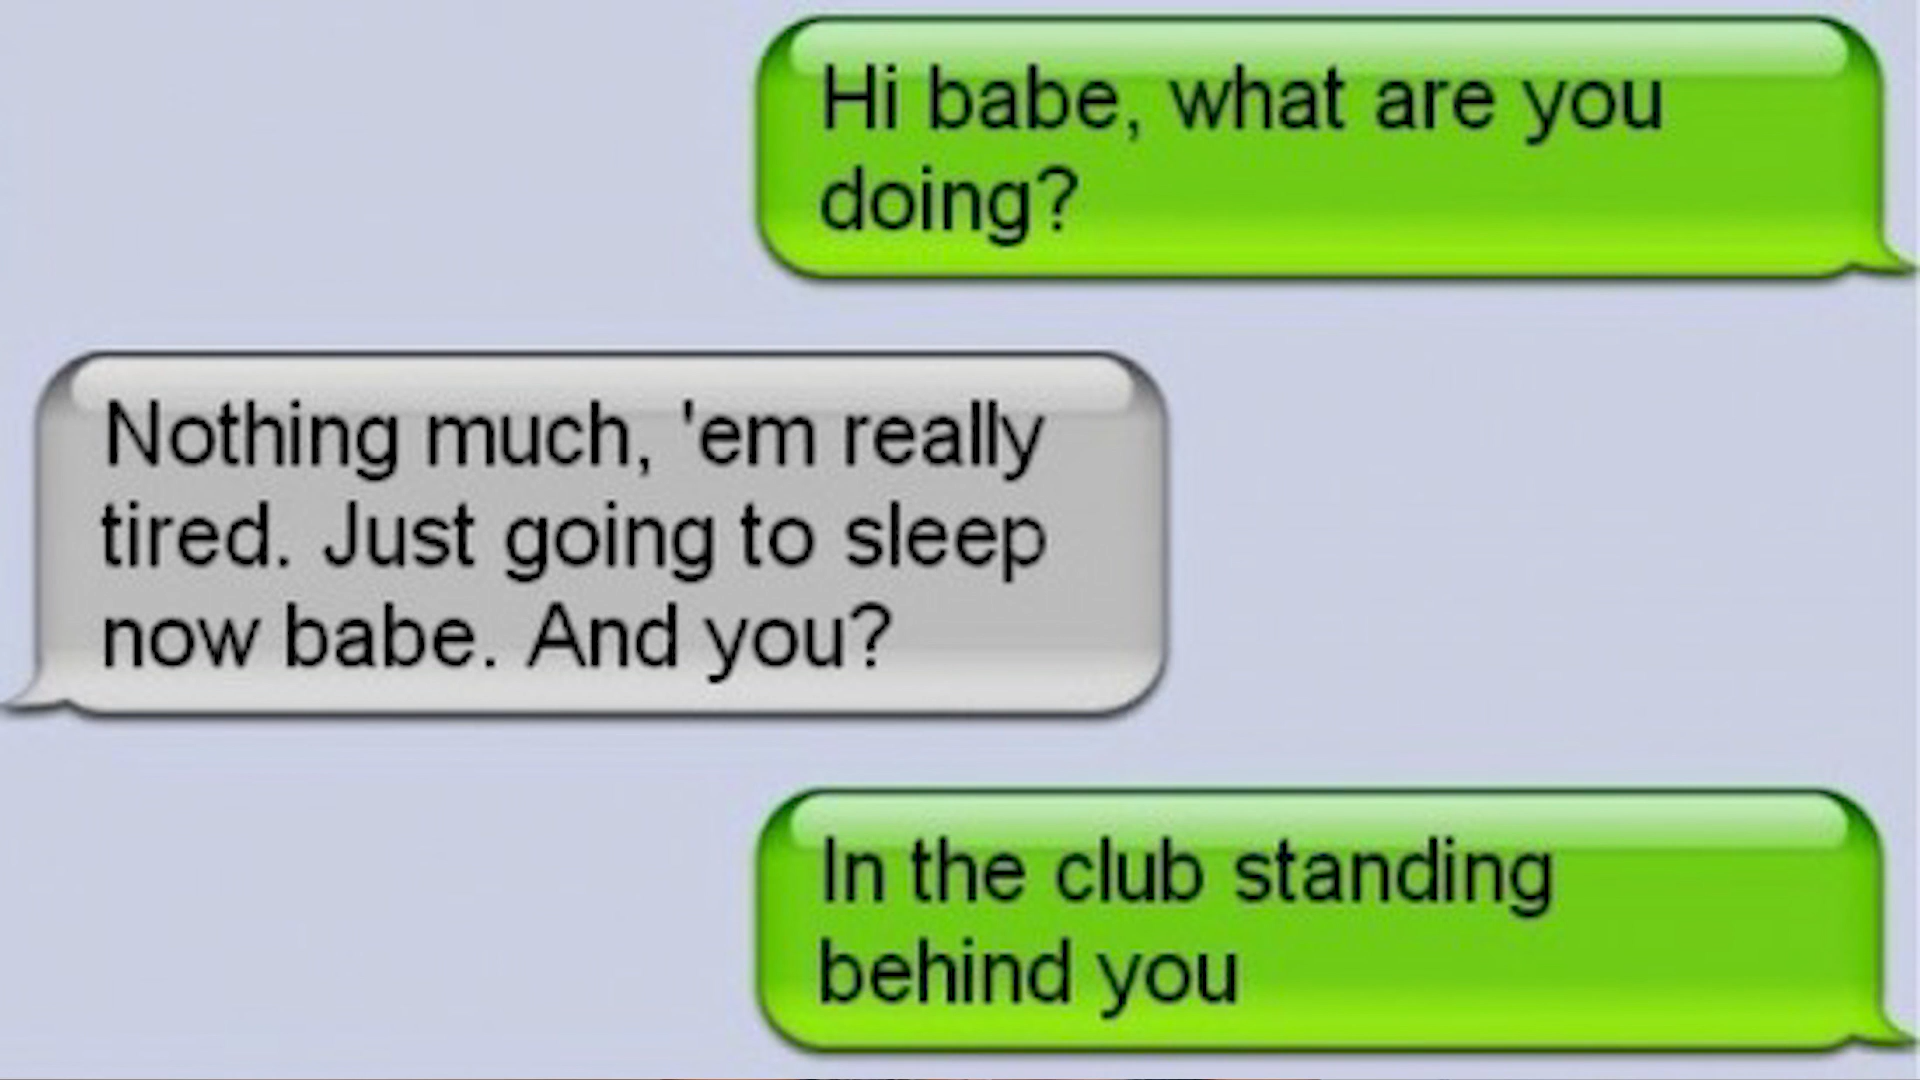 Hi babe, what are you
doing?
Nothing much, 'em really
tired. Just going to sleep
now babe. And you?
In the club standing
behind you